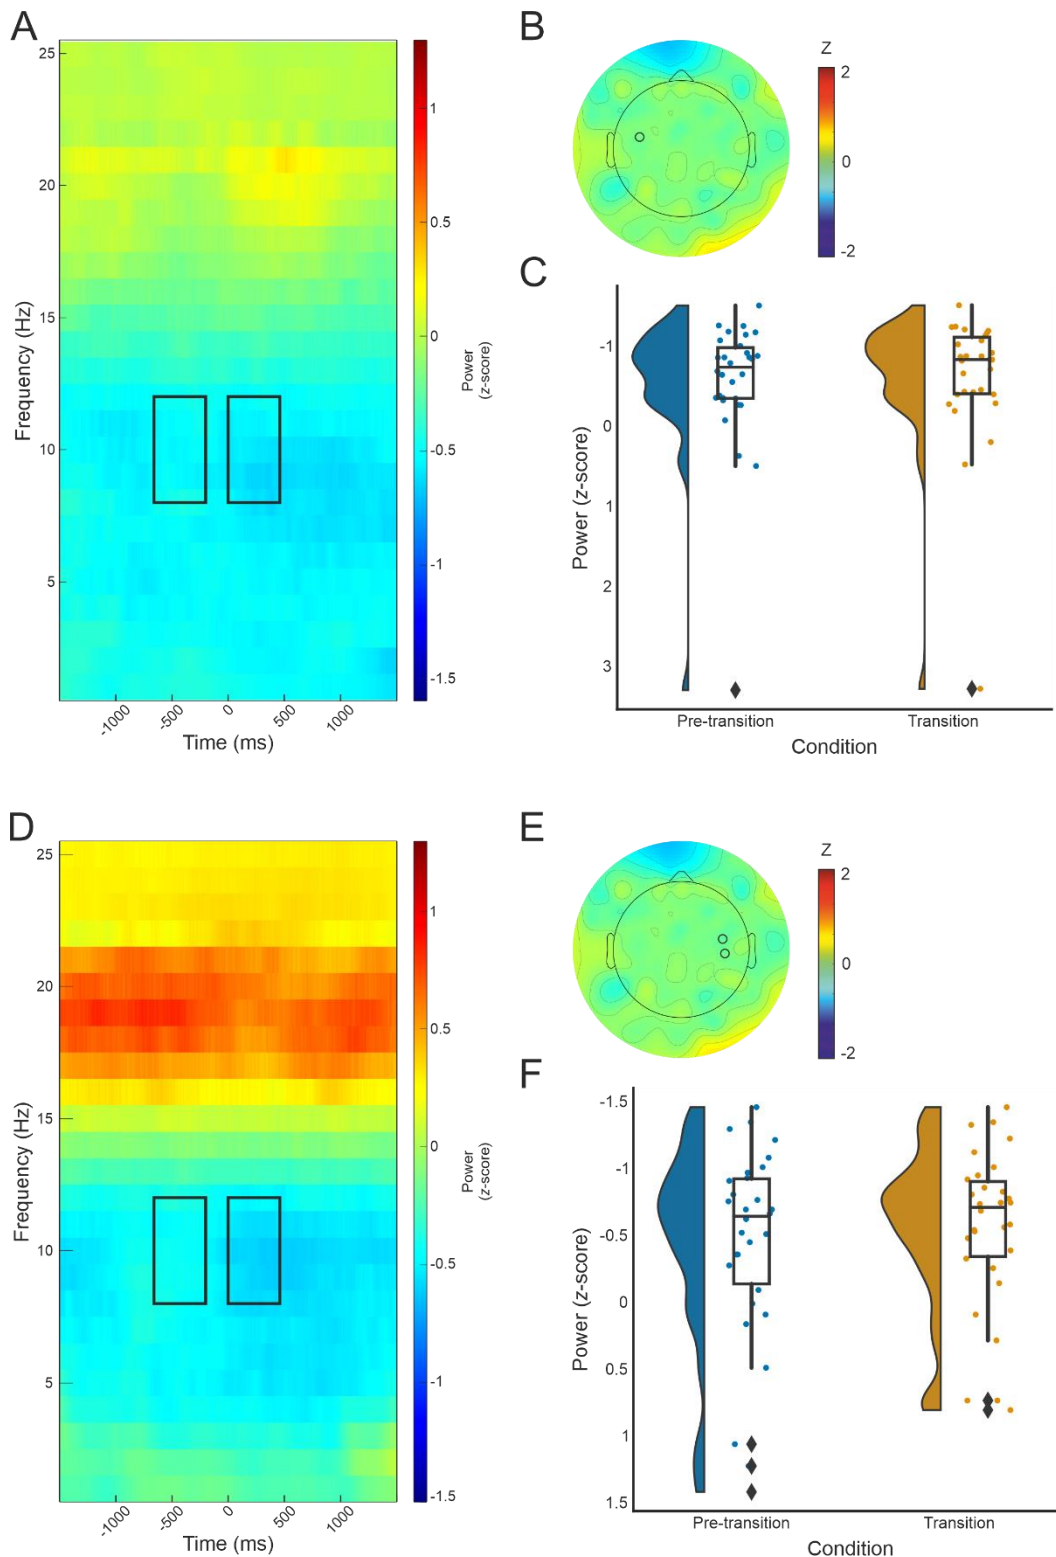 A
25
20
15
10
5
Frequency (Hz)
-1000
-500
0
500
1000
Time (ms)
1
0.5
0
-0.5
-1
-1.5
Power
(z-score)
B
Z
2
0
-2
C
-1
0
1
2
3
Power (z-score)
Pre-transition
Transition
Condition
D
25
20
15
10
5
Frequency (Hz)
-1000
-500
0
500
1000
Time (ms)
1
0.5
0
-0.5
-1
-1.5
Power
(z-score)
E
Z
2
0
-2
F
-1.5
-1
-0.5
0
0.5
1
1.5
Power (z-score)
Pre-transition
Transition
Condition